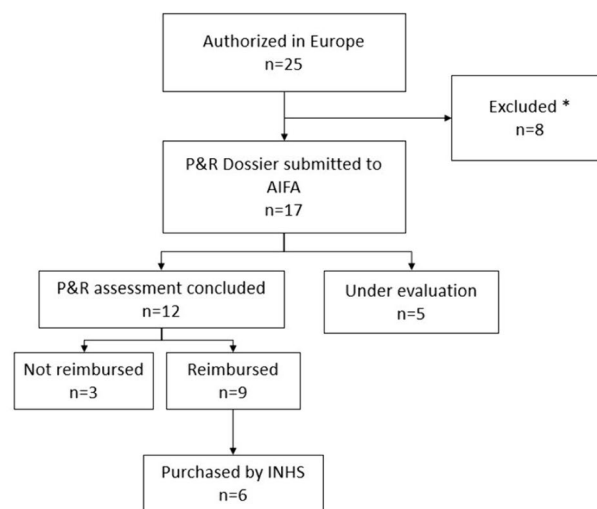 Authorized in Europe
n=25
Excluded *
n=8
P&R Dossier submitted to
AIFA
n=17
P&R assessment concluded
n=12
Under evaluation
n=5
Not reimbursed
n=3
Reimbursed
n=9
Purchased by INHS
n=6